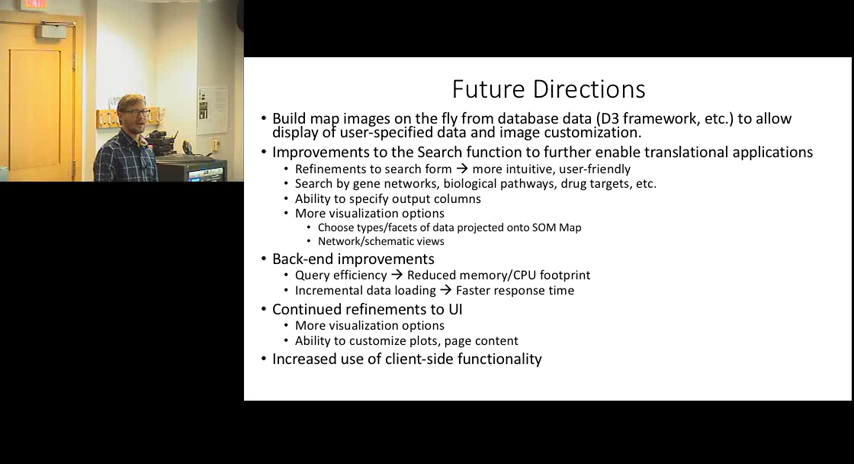 Future Directions
• Build map images on the fly from database data (D3 framework, etc.) to allow
display of user-specified data and image customization.
• Improvements to the Search function to further enable translational applications
• Refinements to search form → more intuitive, user-friendly
• Search by gene networks, biological pathways, drug targets, etc.
• Ability to specify output columns
• More visualization options
• Choose types/facets of data projected onto SOM Map
• Network/schematic views
• Back-end improvements
• Query efficiency → Reduced memory/CPU footprint
• Incremental data loading → Faster response time
• Continued refinements to UI
• More visualization options
• Ability to customize plots, page content
• Increased use of client-side functionality